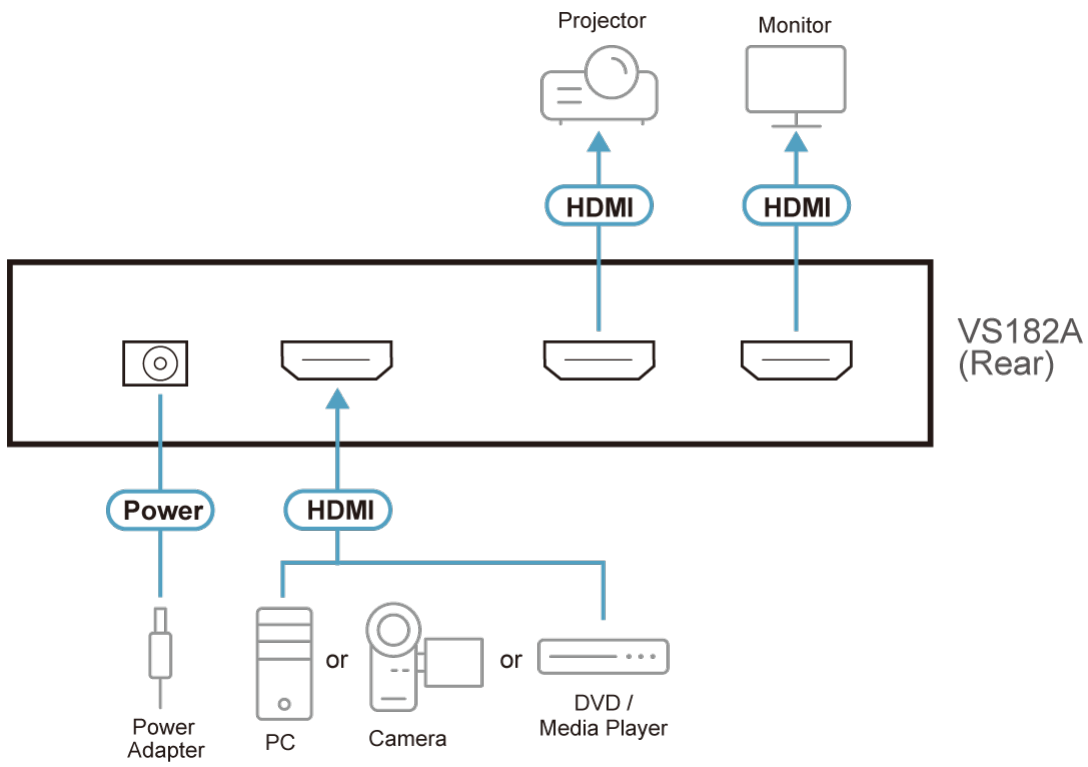 Projector
Monitor
HDMI
HDMI
VS182A
(Rear)
Power
HDMI
or
or
Power
Adapter
PC
Camera
DVD /
Media Player